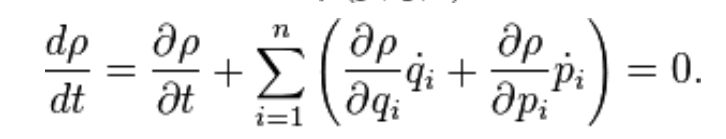 dρ/dt = ∂ρ/∂t + ∑_{i=1}^{n} ( ∂ρ/∂q_i q̇_i + ∂ρ/∂p_i ṗ_i ) = 0.